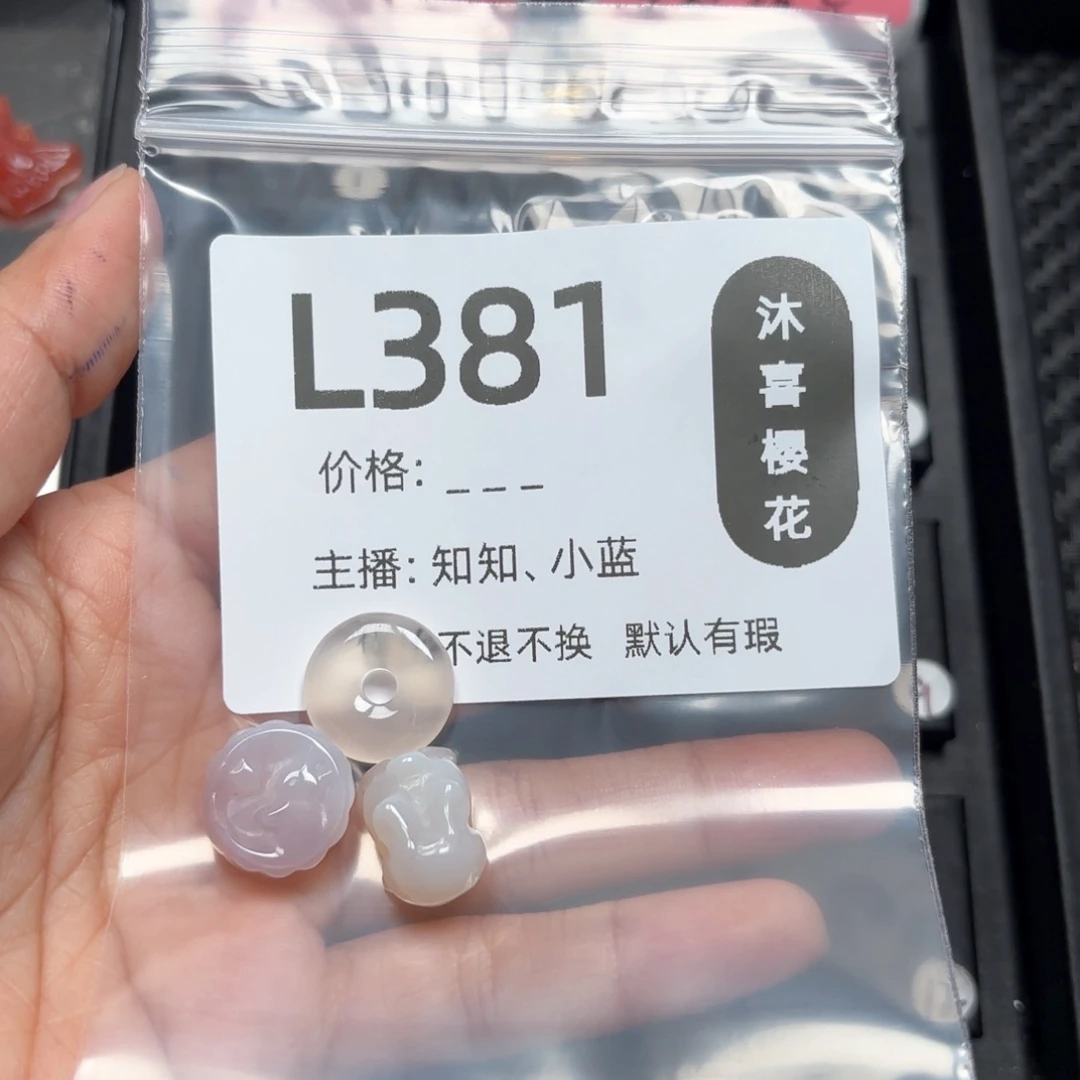 L381
沐喜樱花
价格: _ _ _
主播: 知知、小蓝
不退不换 默认有瑕